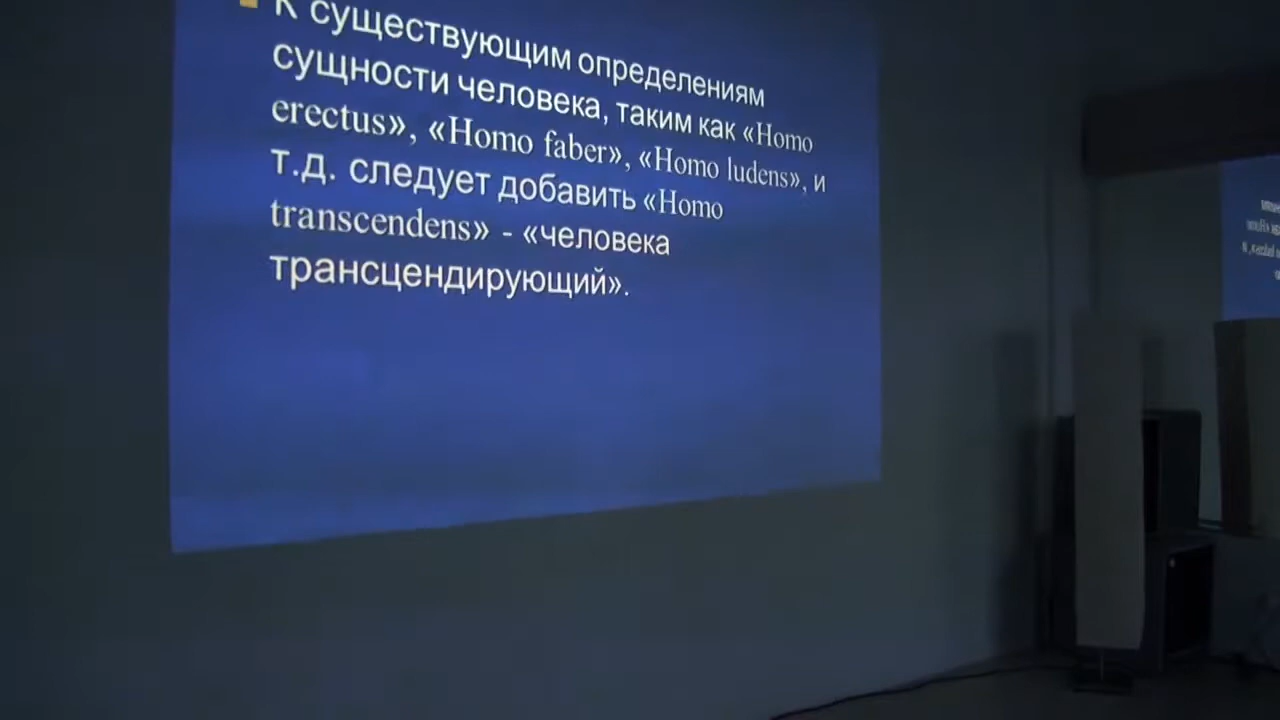 К существующим определениям
сущности человека, таким как «Homo
erectus», «Homo faber», «Homo ludens», и
т.д. следует добавить «Homo
transcendens» - «человека
трансцендирующий».